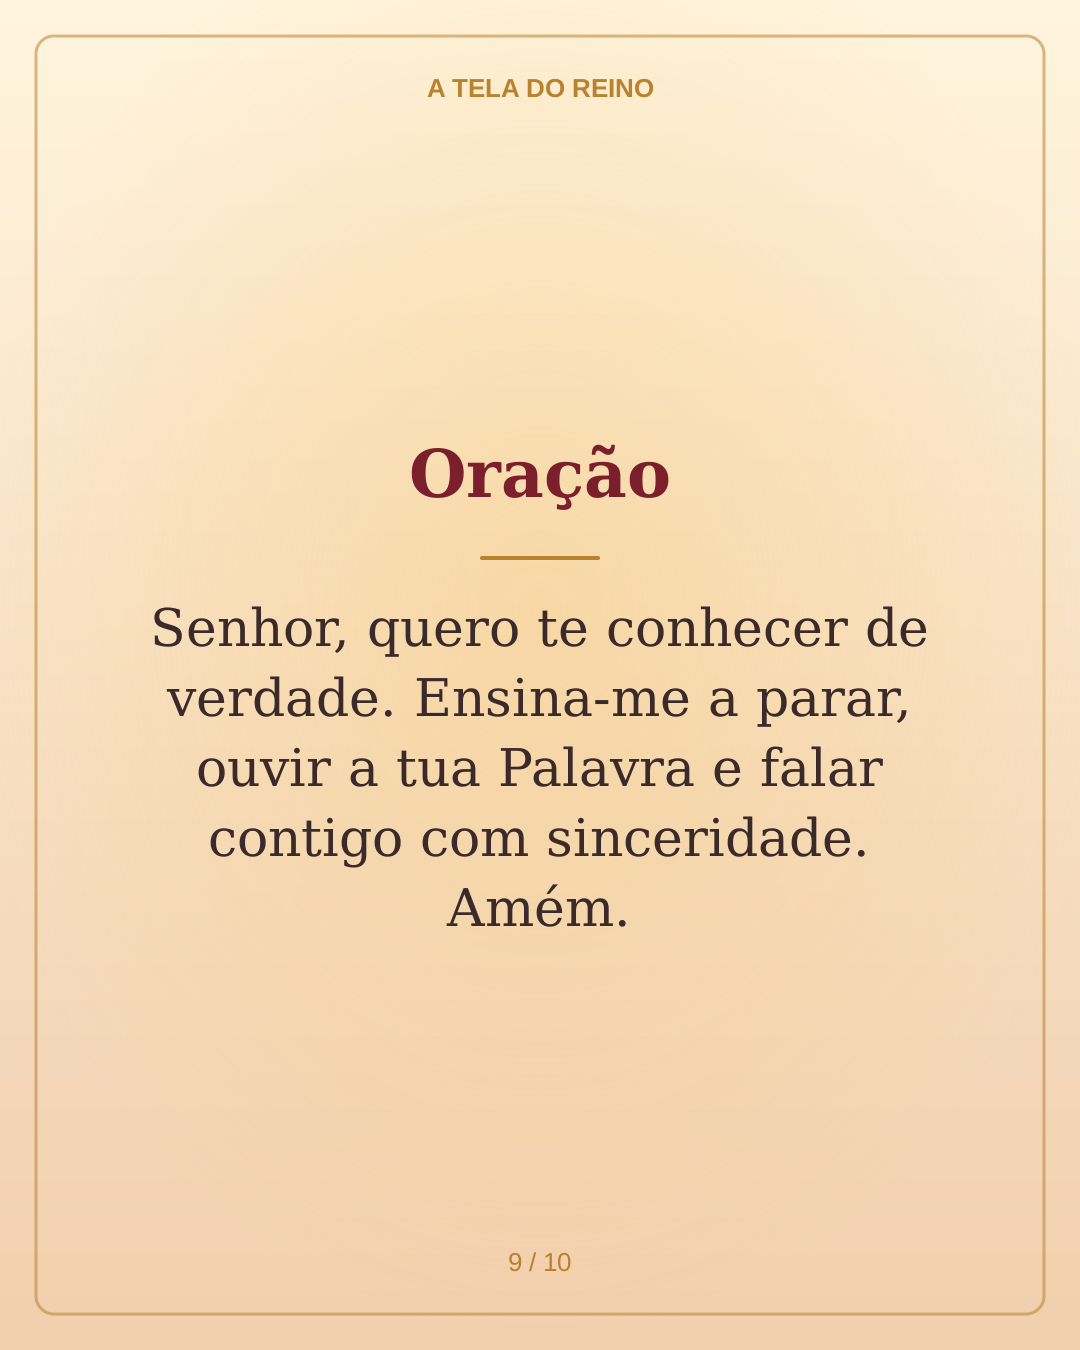 A TELA DO REINO
Oração
Senhor, quero te conhecer de
verdade. Ensina-me a parar,
ouvir a tua Palavra e falar
contigo com sinceridade.
Amém.
9 / 10